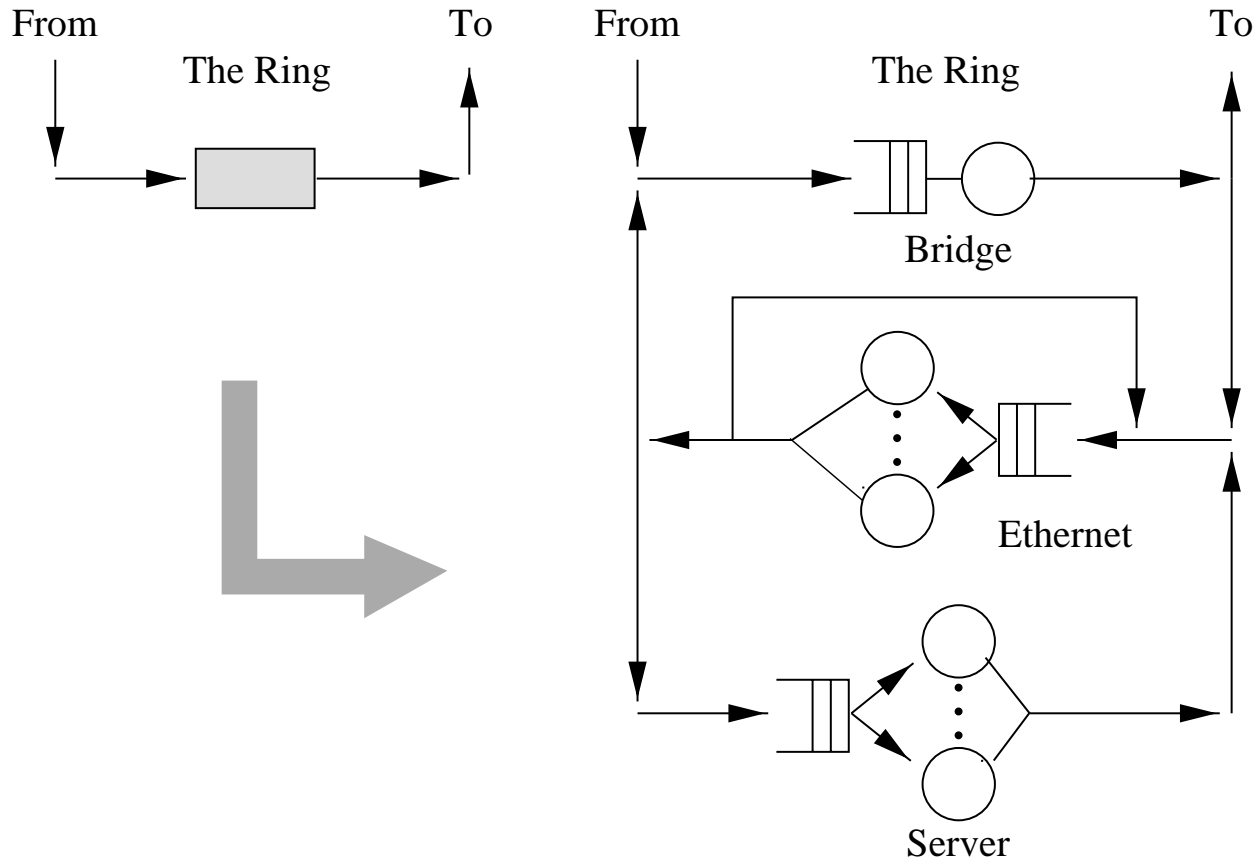 From To
The Ring
From To
The Ring
Bridge
Ethernet
Server